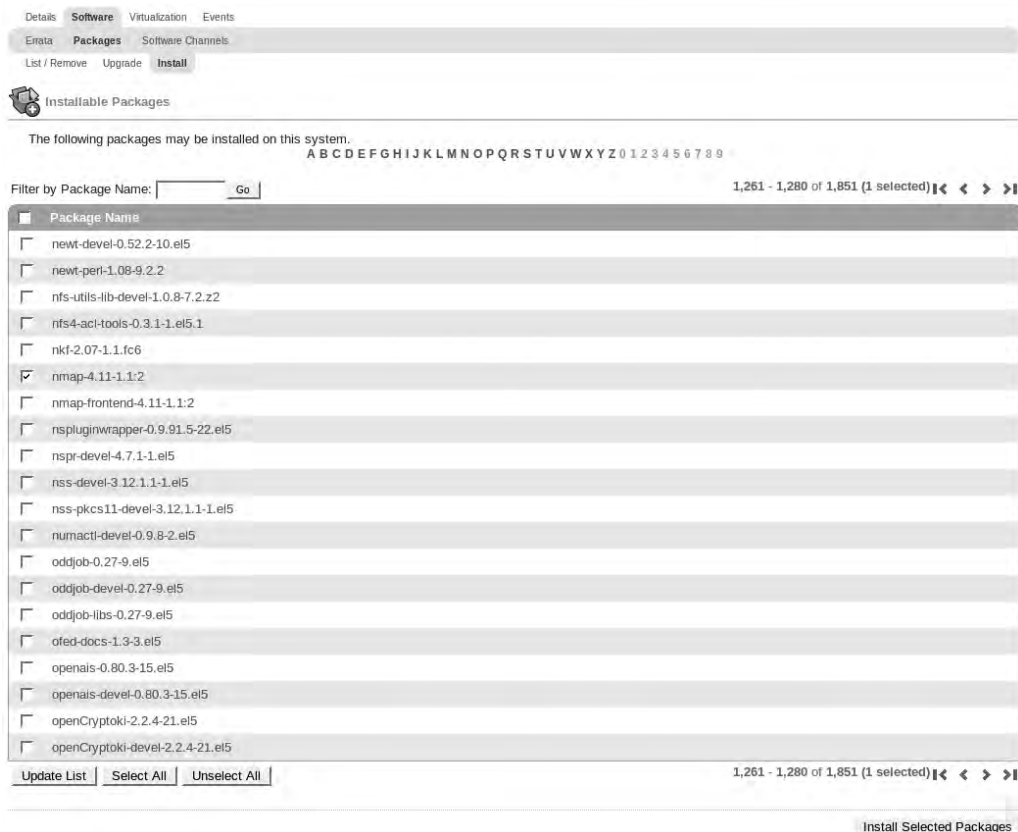 Details Software Virtualization Events
Errata Packages Software Channels
List / Remove Upgrade Install
Installable Packages
The following packages may be installed on this system.
A B C D E F G H I J K L M N O P Q R S T U V W X Y Z 0 1 2 3 4 5 6 7 8 9
Filter by Package Name: Go 1,261 - 1,280 of 1,851 (1 selected)
Package Name
newt-devel-0.52.2-10.el5
newt-perl-1.08-9.2.2
nfs-utils-lib-devel-1.0.8-7.2.z2
nfs4-acl-tools-0.3.1-1.el5.1
nkf-2.07-1.1.fc6
nmap-4.11-1.1:2
nmap-frontend-4.11-1.1:2
nspluginwrapper-0.9.91.5-22.el5
nspr-devel-4.7.1-1.el5
nss-devel-3.12.1.1-1.el5
nss-pkcs11-devel-3.12.1.1-1.el5
numactl-devel-0.9.8-2.el5
oddjob-0.27-9.el5
oddjob-devel-0.27-9.el5
oddjob-libs-0.27-9.el5
ofed-docs-1.3-3.el5
openais-0.80.3-15.el5
openais-devel-0.80.3-15.el5
openCryptoki-2.2.4-21.el5
openCryptoki-devel-2.2.4-21.el5
Update List Select All Unselect All 1,261 - 1,280 of 1,851 (1 selected)
Install Selected Packages